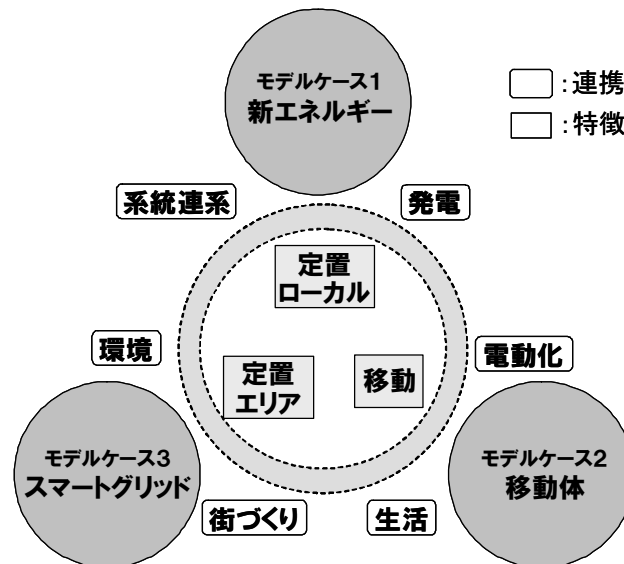 モデルケース1
新エネルギー
:連携
:特徴
系統連系
発電
定置
ローカル
環境
電動化
定置
エリア
移動
モデルケース3
スマートグリッド
モデルケース2
移動体
街づくり
生活